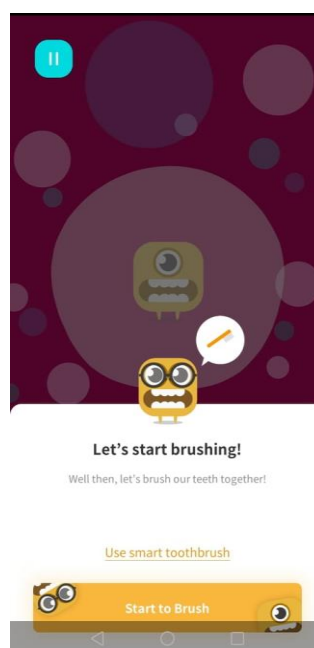 Let's start brushing!
Well then, let's brush our teeth together!
Use smart toothbrush
Start to Brush